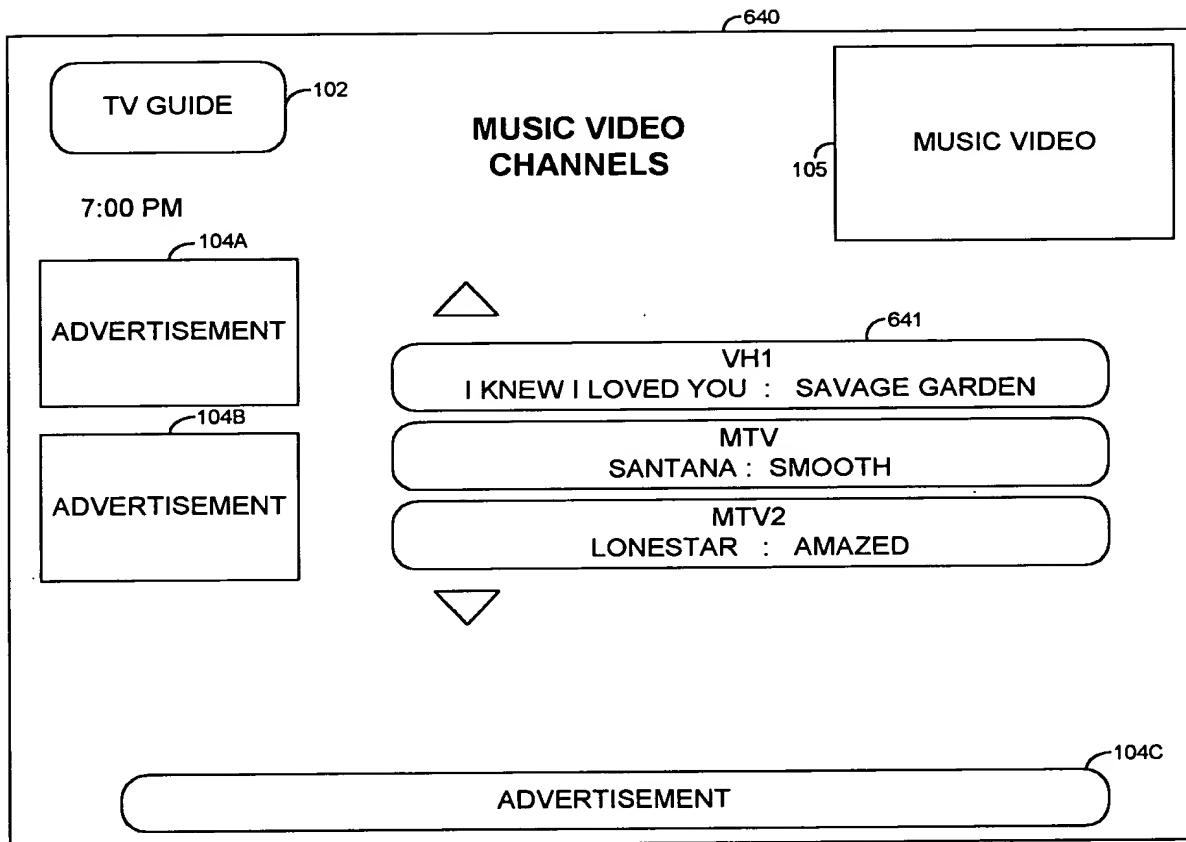 640
TV GUIDE
102
MUSIC VIDEO
CHANNELS
105
MUSIC VIDEO
7:00 PM
104A
ADVERTISEMENT
104B
ADVERTISEMENT
641
VH1
I KNEW I LOVED YOU : SAVAGE GARDEN
MTV
SANTANA : SMOOTH
MTV2
LONESTAR : AMAZED
104C
ADVERTISEMENT